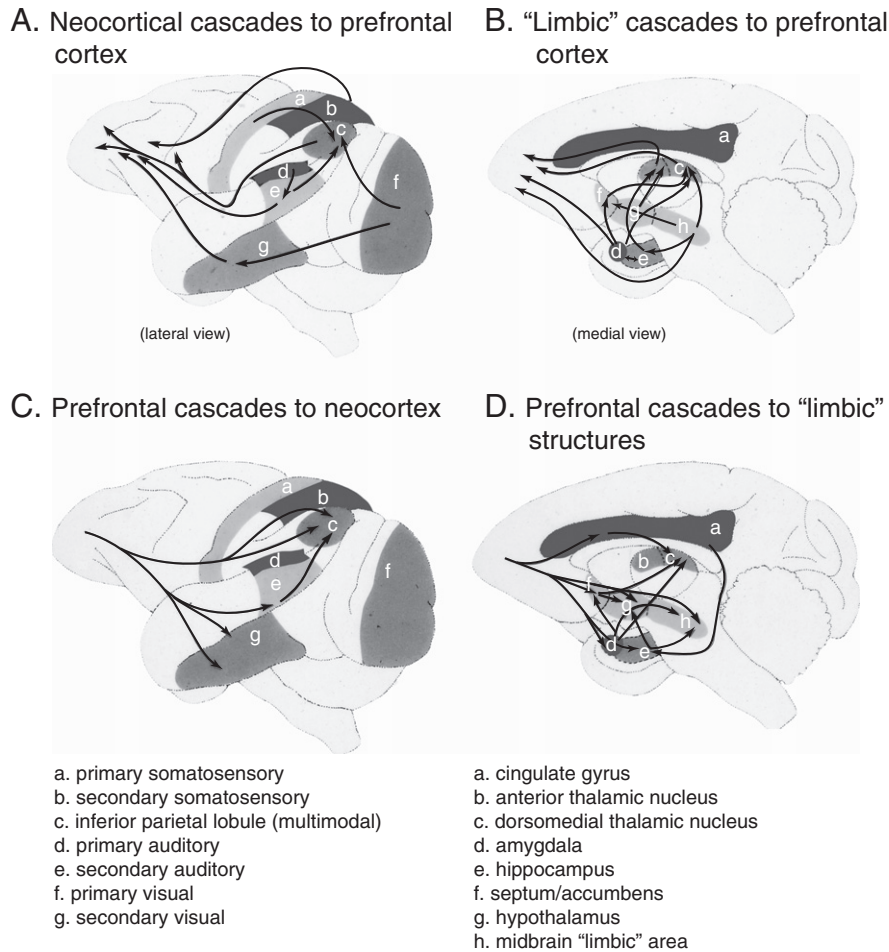 A. Neocortical cascades to prefrontal
cortex
a
b
c
d
e
f
g
(lateral view)
B. “Limbic” cascades to prefrontal
cortex
a
c
f
g
h
d
e
(medial view)
C. Prefrontal cascades to neocortex
a
b
c
d
e
f
g
D. Prefrontal cascades to “limbic”
structures
a
b
c
f
g
h
d
e
a. primary somatosensory
b. secondary somatosensory
c. inferior parietal lobule (multimodal)
d. primary auditory
e. secondary auditory
f. primary visual
g. secondary visual
a. cingulate gyrus
b. anterior thalamic nucleus
c. dorsomedial thalamic nucleus
d. amygdala
e. hippocampus
f. septum/accumbens
g. hypothalamus
h. midbrain “limbic” area